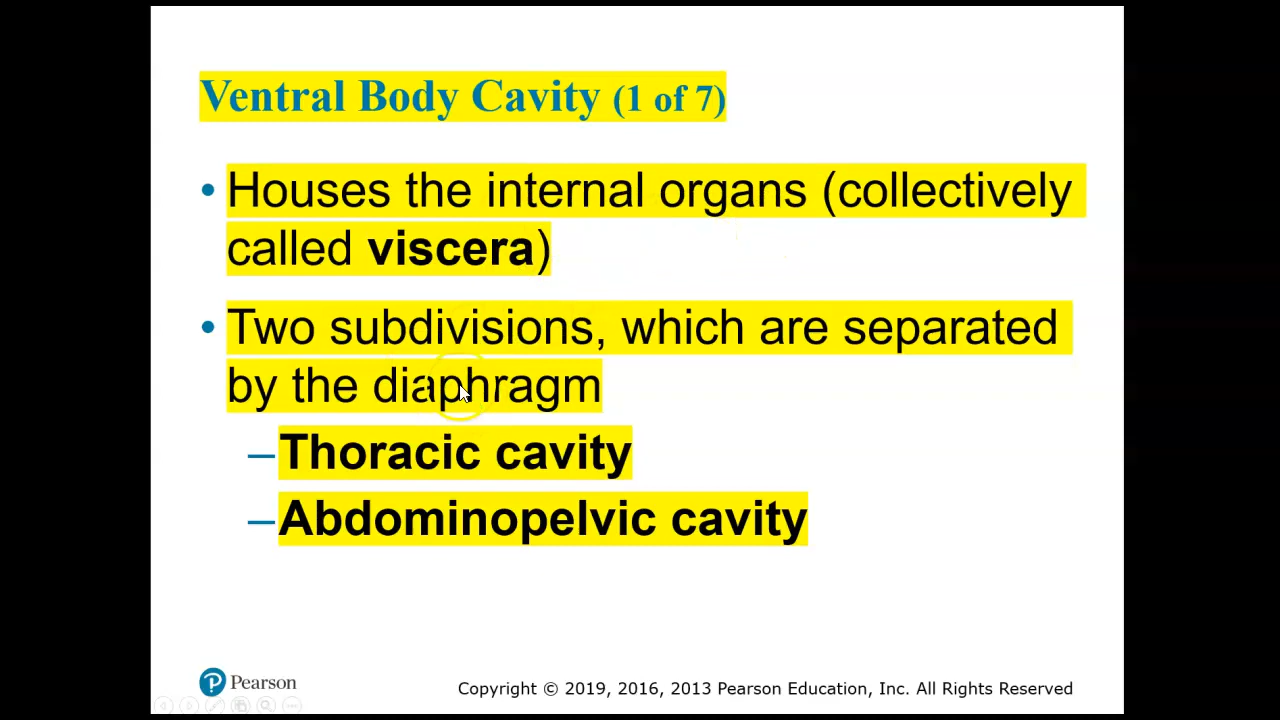 Ventral Body Cavity (1 of 7)
• Houses the internal organs (collectively
called viscera)
• Two subdivisions, which are separated
by the diaphragm
–Thoracic cavity
–Abdominopelvic cavity
P Pearson
Copyright © 2019, 2016, 2013 Pearson Education, Inc. All Rights Reserved